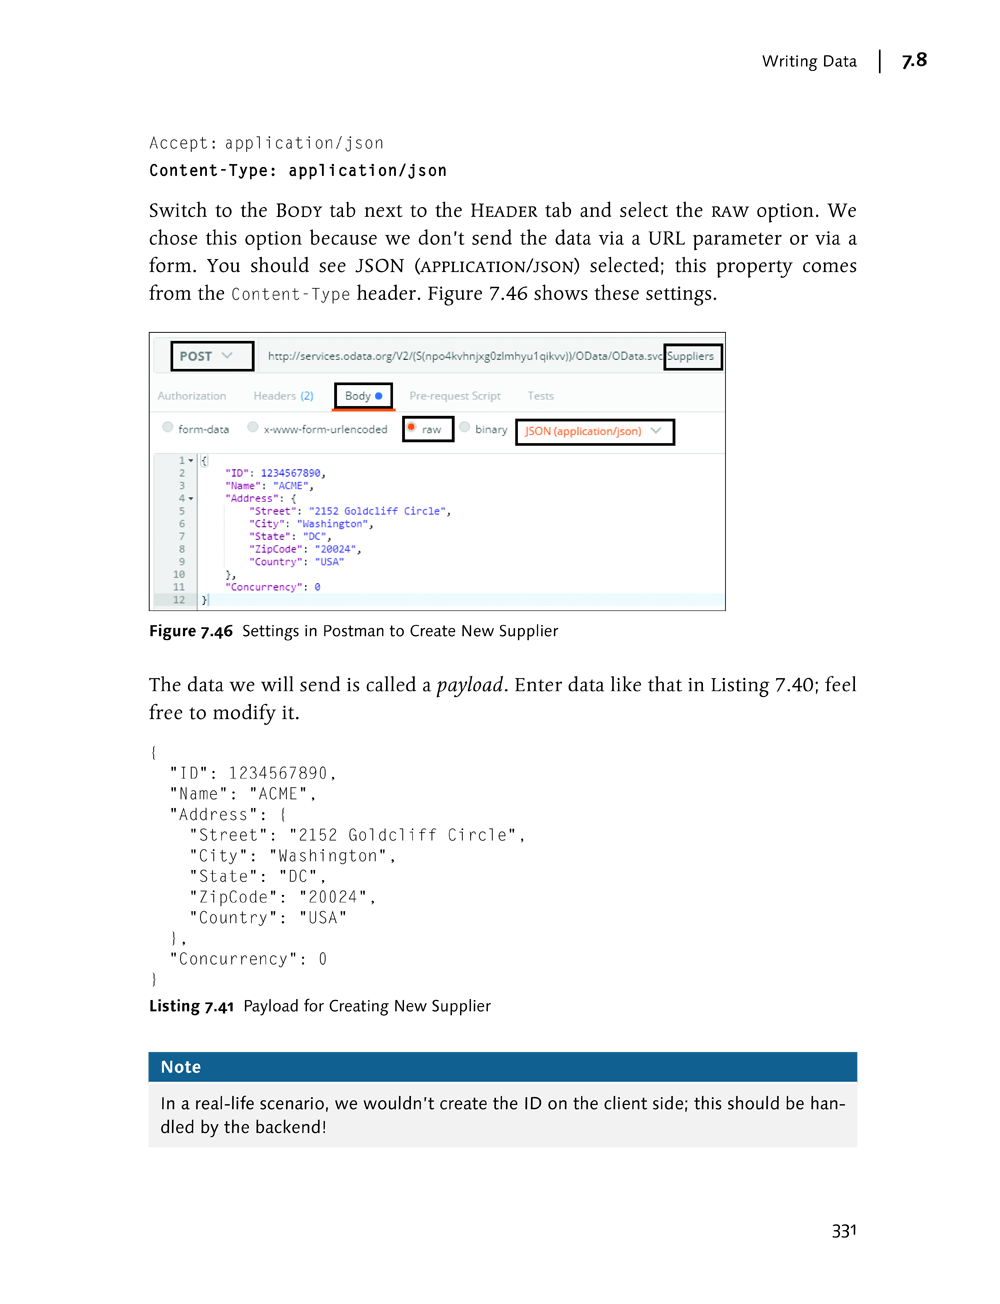 Writing Data | 7.8
Accept: application/json
Content-Type: application/json
Switch to the BODY tab next to the HEADER tab and select the RAW option. We
chose this option because we don't send the data via a URL parameter or via a
form. You should see JSON (APPLICATION/JSON) selected; this property comes
from the Content-Type header. Figure 7.46 shows these settings.
POST http://services.odata.org/V2/(S(npo4kvhnjxg0zlmhyu1qikvv))/OData/OData.svc/Suppliers
Authorization Headers (2) Body Pre-request Script Tests
form-data x-www-form-urlencoded raw binary JSON (application/json)
1 {
2 "ID": 1234567890,
3 "Name": "ACME",
4 "Address": {
5 "Street": "2152 Goldcliff Circle",
6 "City": "Washington",
7 "State": "DC",
8 "ZipCode": "20024",
9 "Country": "USA"
10 },
11 "Concurrency": 0
12 }
Figure 7.46 Settings in Postman to Create New Supplier
The data we will send is called a payload. Enter data like that in Listing 7.40; feel
free to modify it.
{
"ID": 1234567890,
"Name": "ACME",
"Address": {
"Street": "2152 Goldcliff Circle",
"City": "Washington",
"State": "DC",
"ZipCode": "20024",
"Country": "USA"
},
"Concurrency": 0
}
Listing 7.41 Payload for Creating New Supplier
Note
In a real-life scenario, we wouldn't create the ID on the client side; this should be han-
dled by the backend!
331